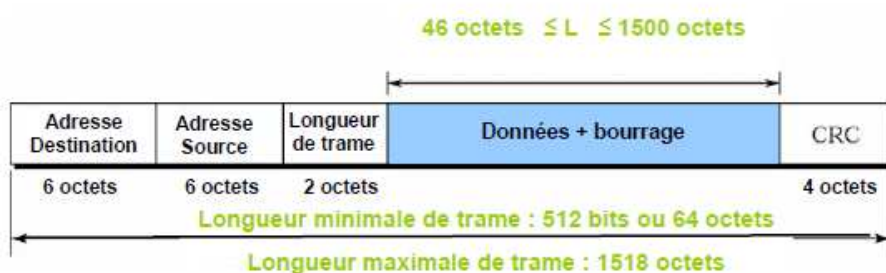 46 octets ≤ L ≤ 1500 octets
Adresse Destination
Adresse Source
Longueur de trame
Données + bourrage
CRC
6 octets
6 octets
2 octets
4 octets
Longueur minimale de trame : 512 bits ou 64 octets
Longueur maximale de trame : 1518 octets